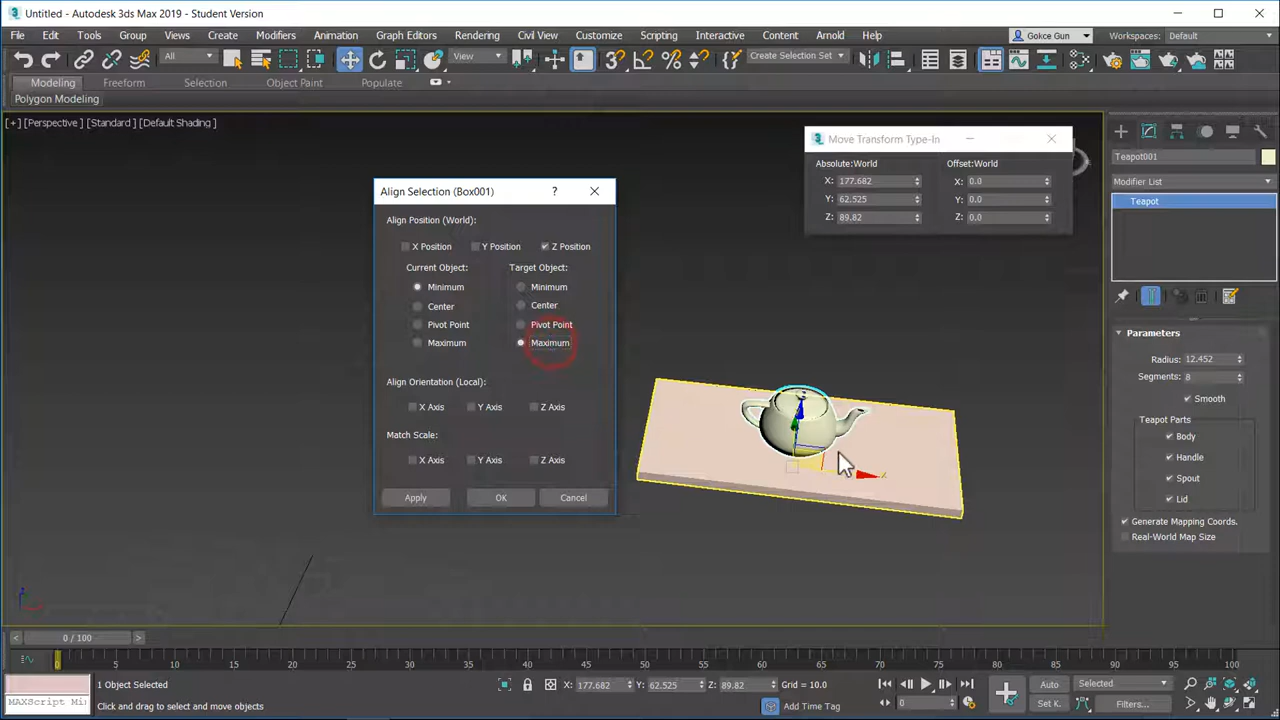 3 Untitled - Autodesk 3ds Max 2019 - Student Version
File Edit Tools Group Views Create Modifiers Animation Graph Editors Rendering Civil View Customize Scripting Interactive Content Arnold Help Gokce Gun Workspaces: Default
All View Create Selection Set
Modeling Freeform Selection Object Paint Populate
Polygon Modeling
[+] [Perspective ] [Standard ] [Default Shading ]
Move Transform Type-In
Absolute:World Offset:World
X: 177.682 X: 0.0
Y: 62.525 Y: 0.0
Z: 89.82 Z: 0.0
Align Selection (Box001) ?
Align Position (World):
X Position Y Position Z Position
Current Object: Target Object:
Minimum Minimum
Center Center
Pivot Point Pivot Point
Maximum Maximum
Align Orientation (Local):
X Axis Y Axis Z Axis
Match Scale:
X Axis Y Axis Z Axis
Apply OK Cancel
Teapot001
Modifier List
Teapot
Parameters
Radius: 12.452
Segments: 8
Smooth
Teapot Parts
Body
Handle
Spout
Lid
Generate Mapping Coords.
Real-World Map Size
0 / 100
0 5 10 15 20 25 30 35 40 45 50 55 60 65 70 75 80 85 90 95 100
1 Object Selected X: 177.682 Y: 62.525 Z: 89.82 Grid = 10.0 Auto Selected
MAXScript Mi Click and drag to select and move objects Add Time Tag 0 Set K. Filters...